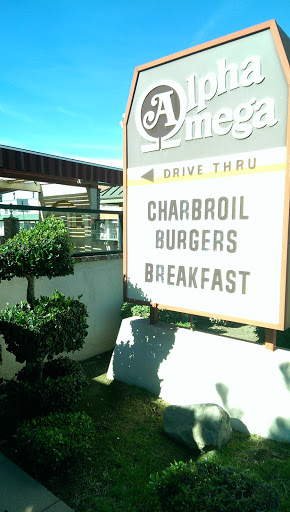 Alpha
Omega
DRIVE THRU
CHARBROIL
BURGERS
BREAKFAST